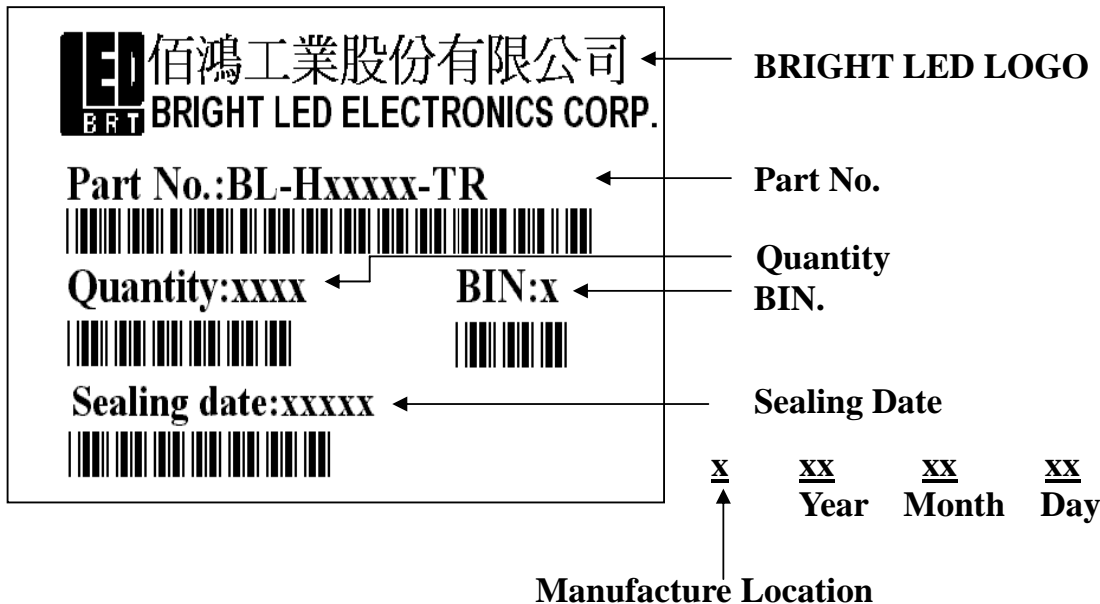 LED
BRT
佰鴻工業股份有限公司
BRIGHT LED ELECTRONICS CORP.
BRIGHT LED LOGO
Part No.:BL-Hxxxxx-TR
Part No.
Quantity:xxxx
BIN:x
Quantity
BIN.
Sealing date:xxxxx
Sealing Date
x xx xx xx
Year Month Day
Manufacture Location